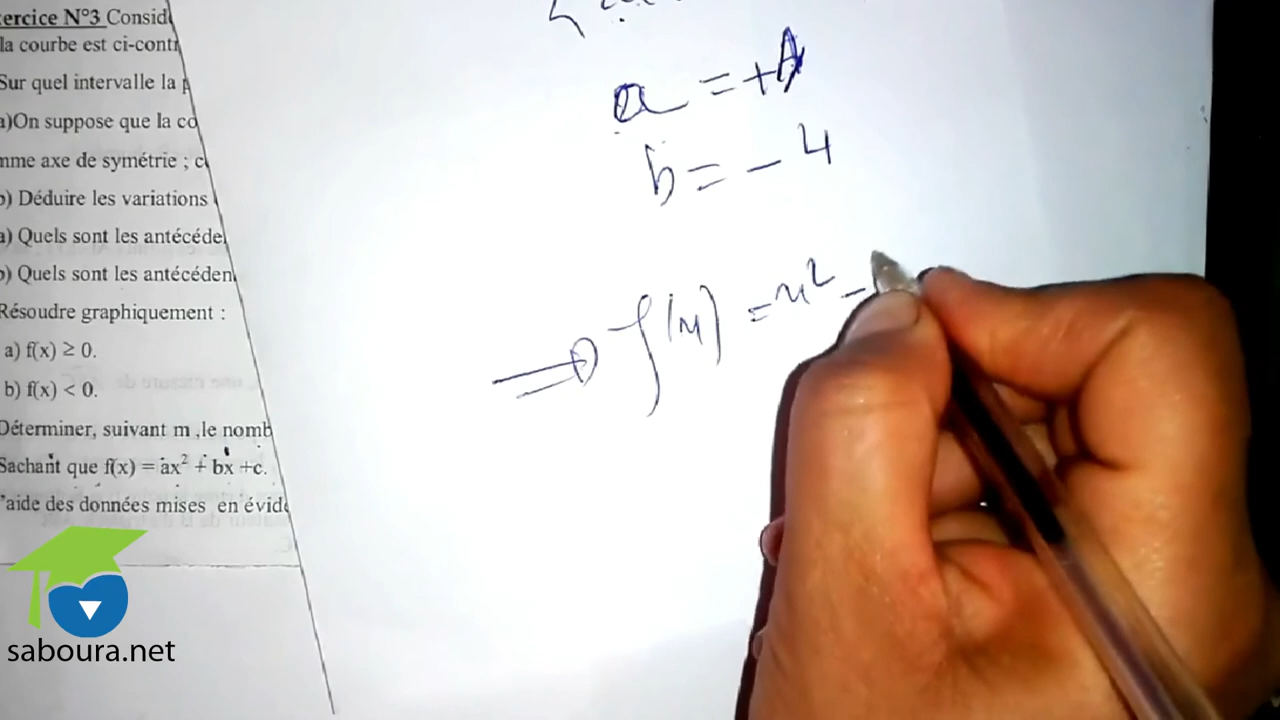 ercice N°3 Consid
la courbe est ci-cont
Sur quel intervalle la p
a)On suppose que la co
mme axe de symétrie ; c
b) Déduire les variations
a) Quels sont les antécéde
b) Quels sont les antécéden
Résoudre graphiquement :
a) f(x) ≥ 0.
b) f(x) < 0.
Déterminer, suivant m ,le nomb
Sachant que f(x) = ax² + bx +c.
'aide des données mises en évide
a = +1
b = - 4
⇒ f(x) = x² -
saboura.net